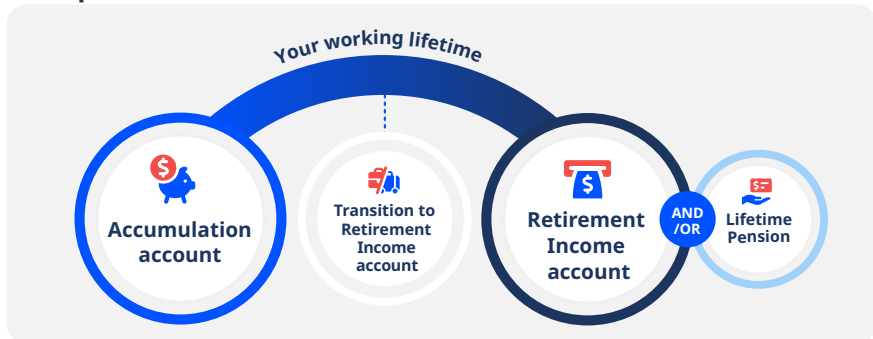 Your working lifetime
$
Accumulation
account
Transition to
Retirement
Income
account
$
Retirement
Income
account
AND
/OR
$
Lifetime
Pension